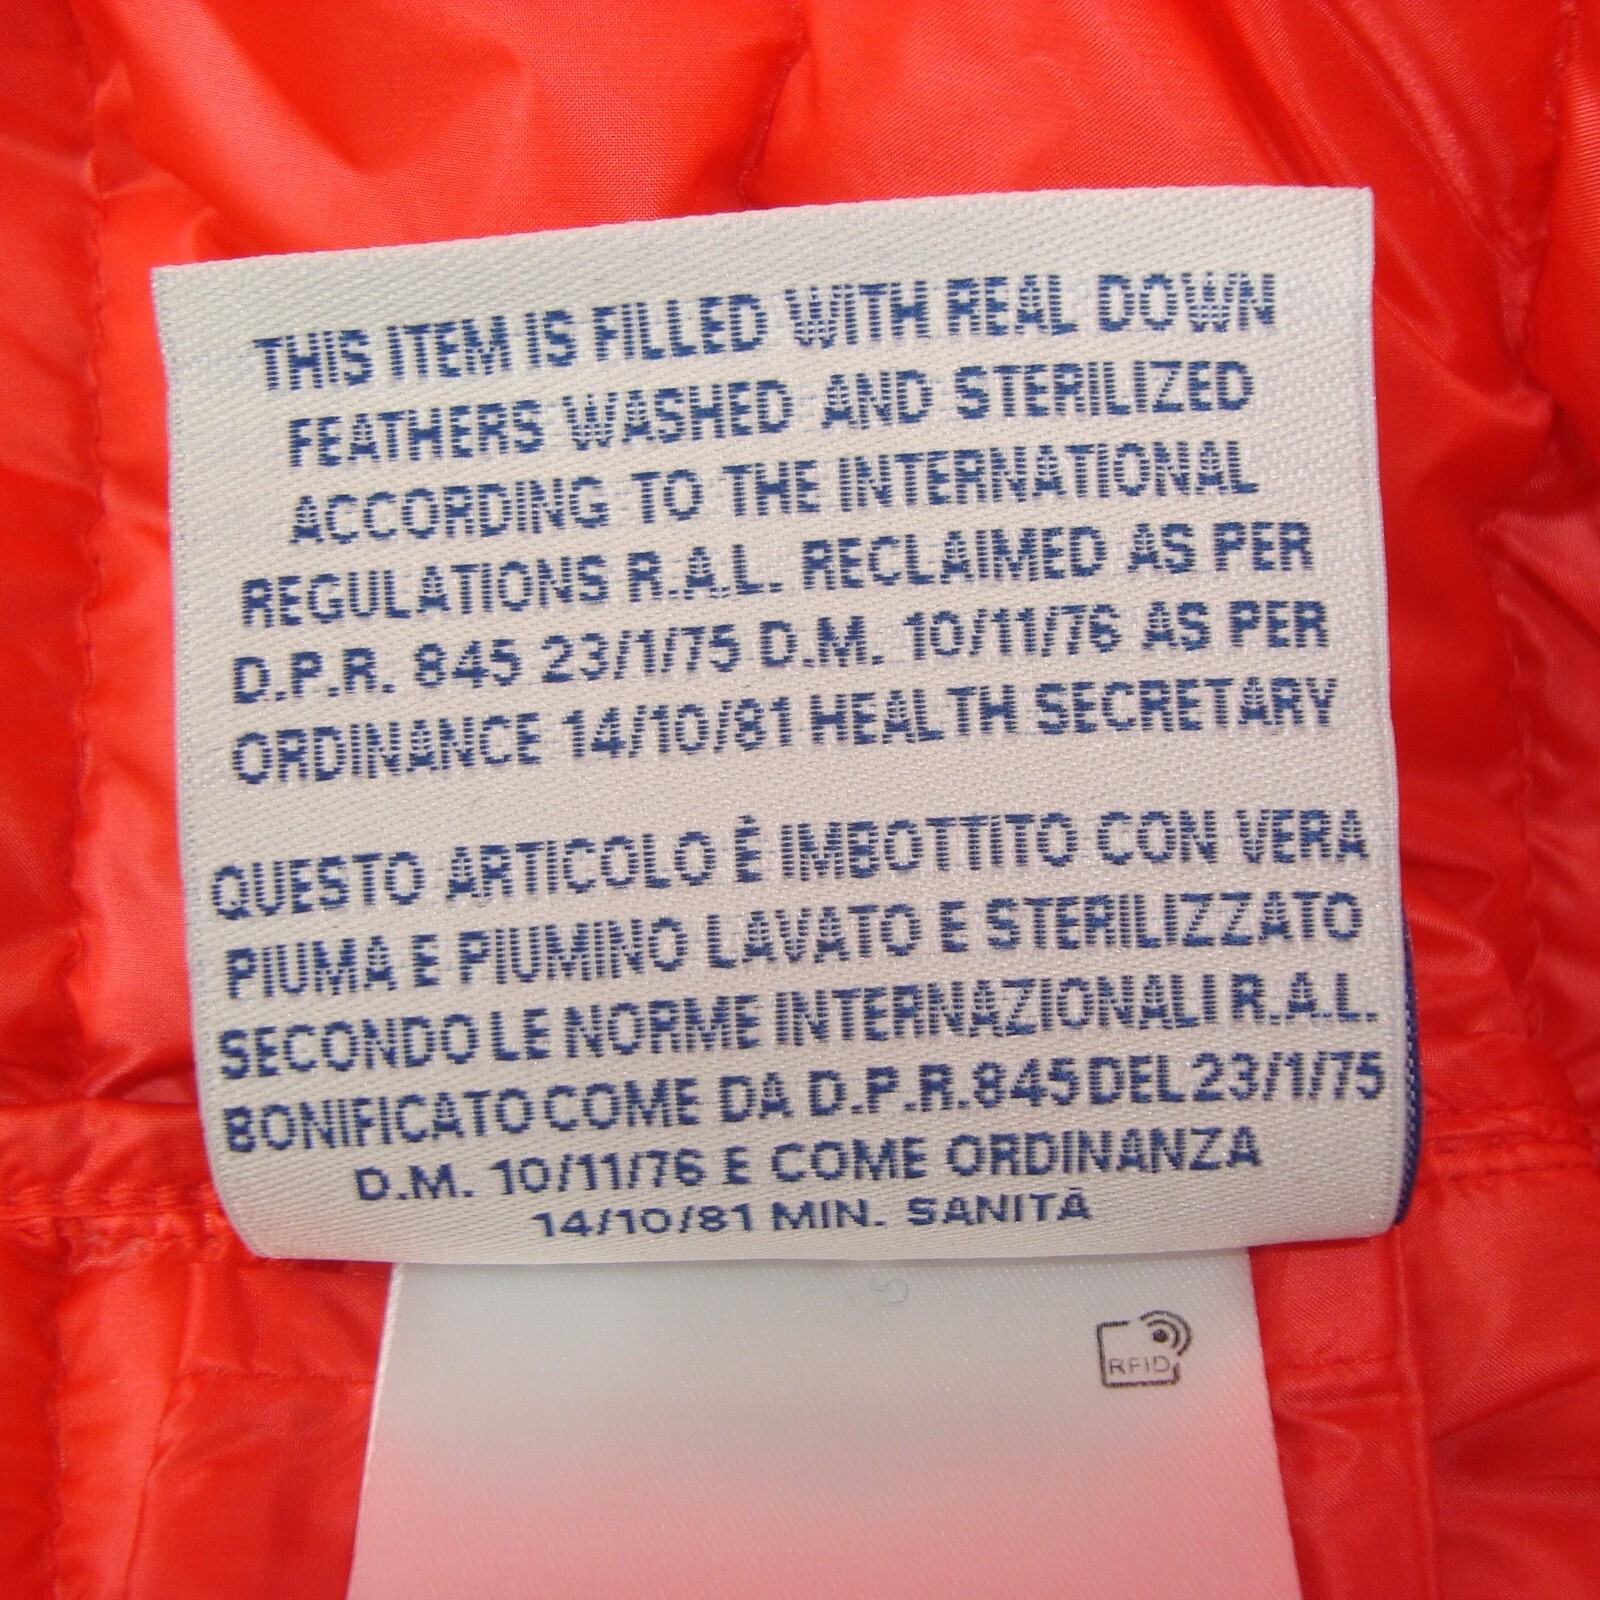 THIS ITEM IS FILLED WITH REAL DOWN
FEATHERS WASHED AND STERILIZED
ACCORDING TO THE INTERNATIONAL
REGULATIONS R.A.L. RECLAIMED AS PER
D.P.R. 845 23/1/75 D.M. 10/11/76 AS PER
ORDINANCE 14/10/81 HEALTH SECRETARY
QUESTO ARTICOLO È IMBOTTITO CON VERA
PIUMA E PIUMINO LAVATO E STERILIZZATO
SECONDO LE NORME INTERNAZIONALI R.A.L.
BONIFICATO COME DA D.P.R.845 DEL 23/1/75
D.M. 10/11/76 E COME ORDINANZA
14/10/81 MIN. SANITÀ
RFID